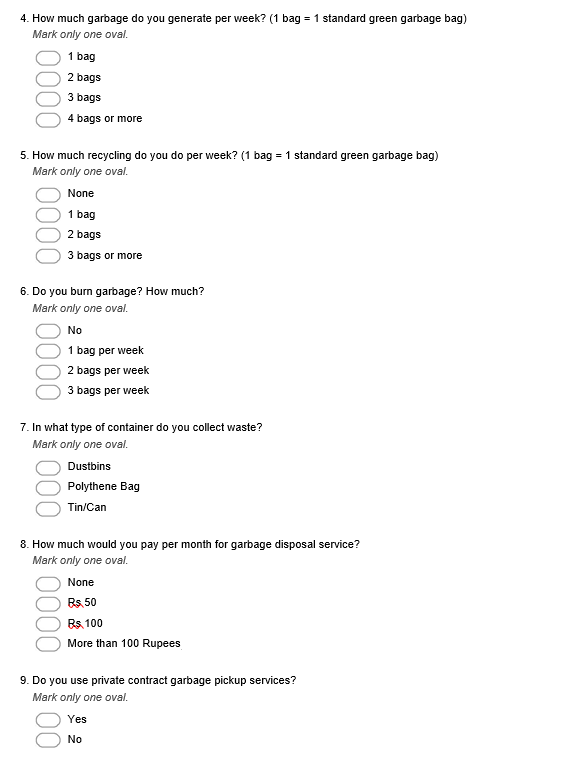 4. How much garbage do you generate per week? (1 bag = 1 standard green garbage bag)
Mark only one oval.
1 bag
2 bags
3 bags
4 bags or more
5. How much recycling do you do per week? (1 bag = 1 standard green garbage bag)
Mark only one oval.
None
1 bag
2 bags
3 bags or more
6. Do you burn garbage? How much?
Mark only one oval.
No
1 bag per week
2 bags per week
3 bags per week
7. In what type of container do you collect waste?
Mark only one oval.
Dustbins
Polythene Bag
Tin/Can
8. How much would you pay per month for garbage disposal service?
Mark only one oval.
None
Rs.50
Rs.100
More than 100 Rupees
9. Do you use private contract garbage pickup services?
Mark only one oval.
Yes
No